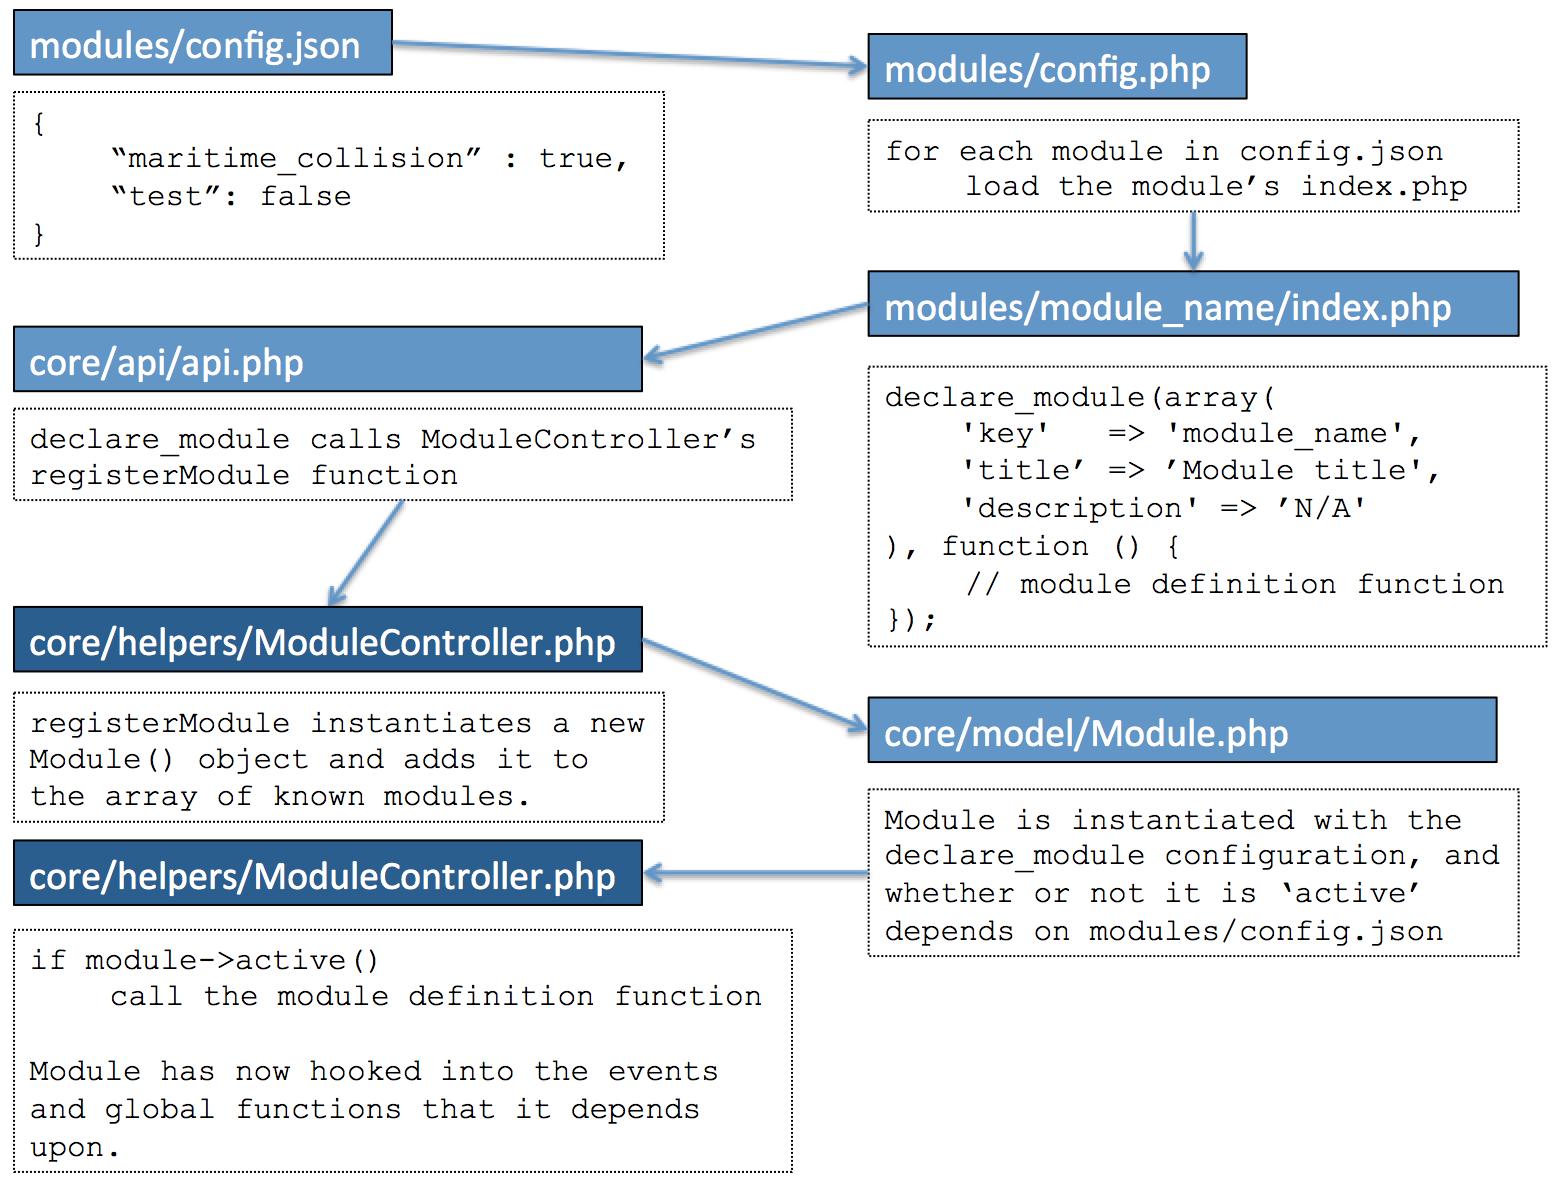 modules/config.json
{
“maritime_collision” : true,
“test”: false
}
modules/config.php
for each module in config.json
load the module’s index.php
modules/module_name/index.php
declare_module(array(
'key'   => 'module_name',
'title’ => ’Module title',
'description' => ’N/A'
), function () {
// module definition function
});
core/api/api.php
declare_module calls ModuleController’s
registerModule function
core/helpers/ModuleController.php
registerModule instantiates a new
Module() object and adds it to
the array of known modules.
core/model/Module.php
Module is instantiated with the
declare_module configuration, and
whether or not it is ‘active’
depends on modules/config.json
core/helpers/ModuleController.php
if module->active()
call the module definition function
Module has now hooked into the events
and global functions that it depends
upon.